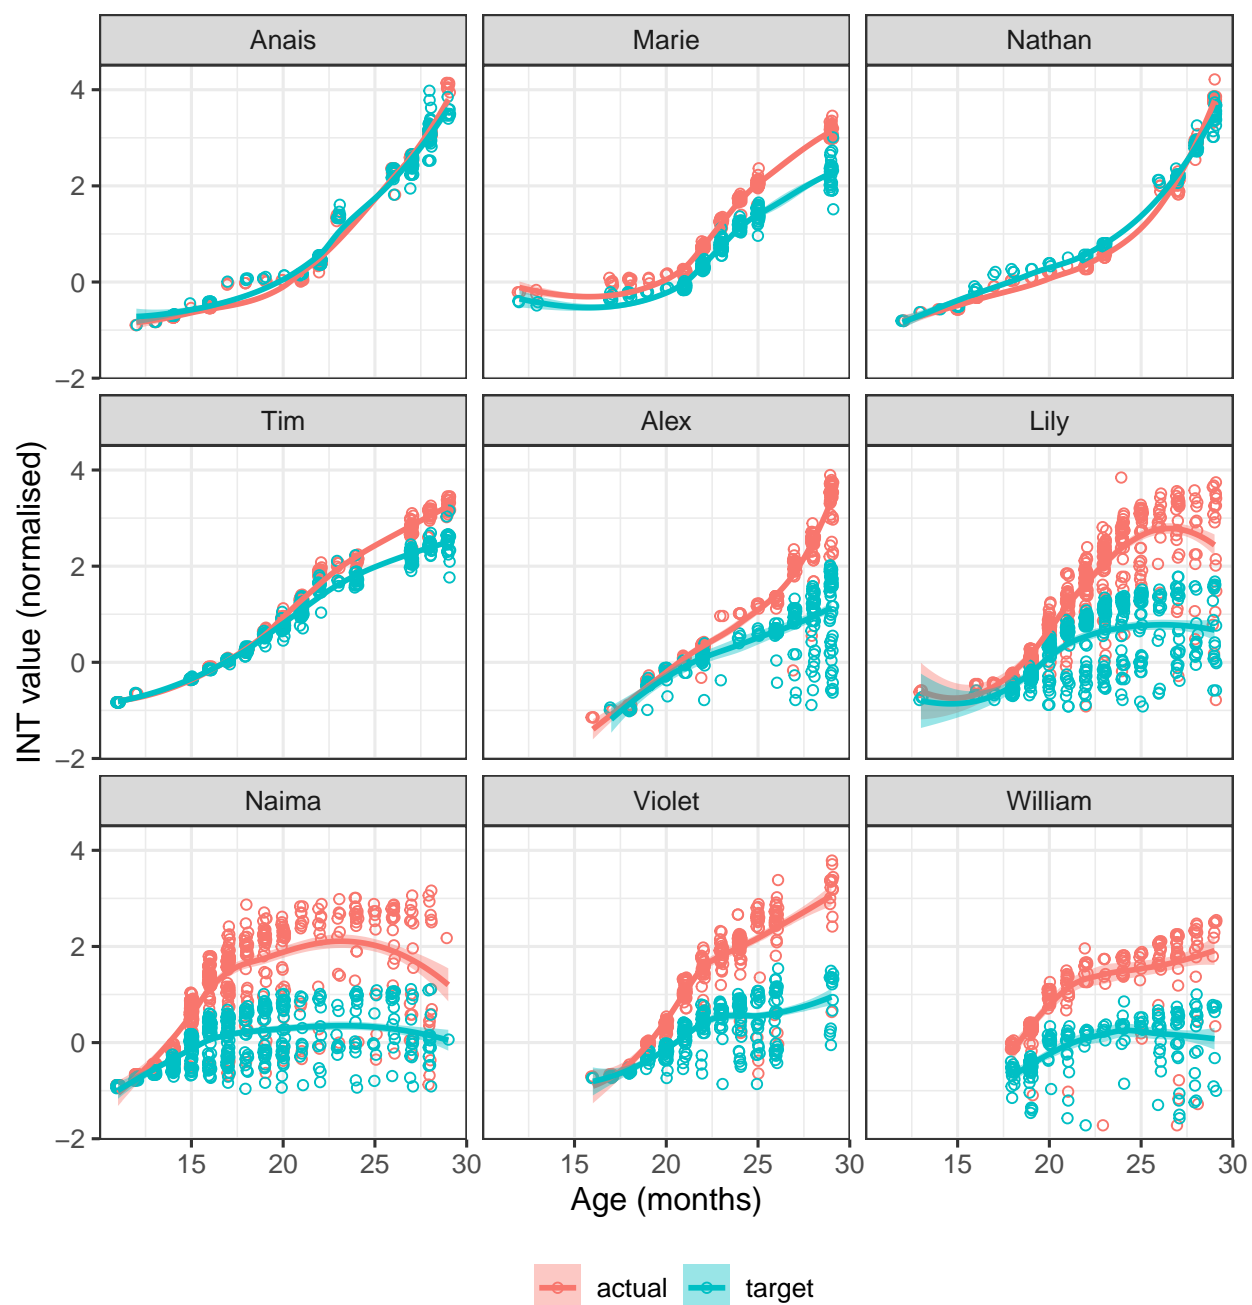 Anais Marie Nathan
4
2
0
−2
Tim Alex Lily
4
2
0
−2
Naima Violet William
4
2
0
−2
15 20 25 30 15 20 25 30 15 20 25 30
INT value (normalised)
Age (months)
actual target